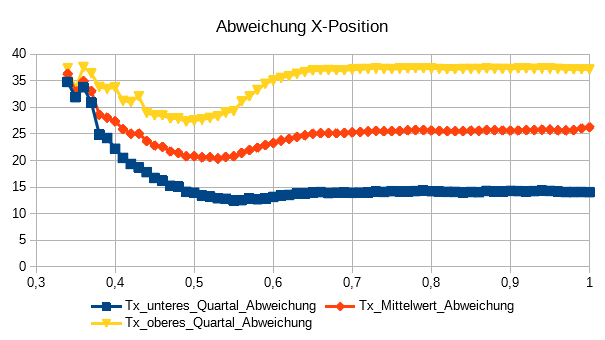 Abweichung X-Position
40
35
30
25
20
15
10
5
0
0,3 0,4 0,5 0,6 0,7 0,8 0,9 1
Tx_unteres_Quartal_Abweichung Tx_Mittelwert_Abweichung
Tx_oberes_Quartal_Abweichung